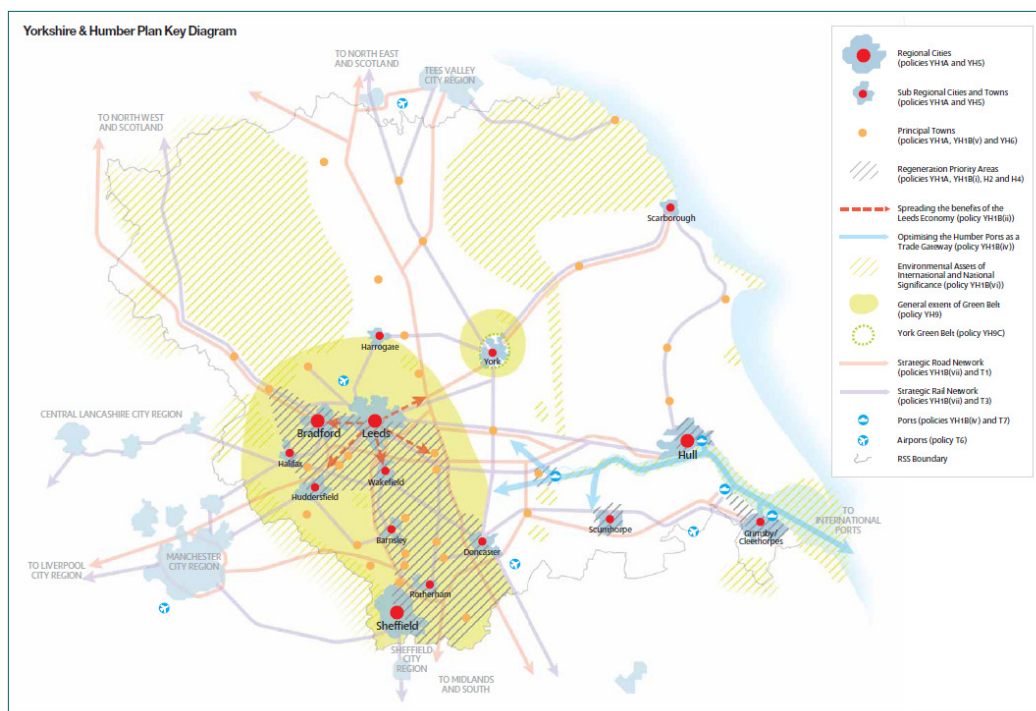 Yorkshire & Humber Plan Key Diagram
TO NORTH EAST
AND SCOTLAND
TEES VALLEY
CITY REGION
TO NORTH WEST
AND SCOTLAND
Scarborough
Harrogate
York
CENTRAL LANCASHIRE CITY REGION
Bradford
Leeds
Hull
Halifax
Wakefield
Huddersfield
Scunthorpe
Grimsby/
Cleethorpes
TO
INTERNATIONAL
PORTS
Barnsley
Doncaster
MANCHESTER
CITY REGION
TO LIVERPOOL
CITY REGION
Rotherham
Sheffield
SHEFFIELD
CITY
REGION
TO MIDLANDS
AND SOUTH
Regional Cities
(policies YH1A and YH5)
Sub Regional Cities and Towns
(policies YH1A and YH5)
Principal Towns
(policies YH1A, YH1B(v) and YH6)
Regeneration Priority Areas
(policies YH1A, YH1B(i), H2 and H4)
Spreading the benefits of the
Leeds Economy (policy YH1B(ii))
Optimising the Humber Ports as a
Trade Gateway (policy YH1B(iv))
Environmental Assets of
International and National
Significance (policy YH1B(vi))
General extent of Green Belt
(policy YH9)
York Green Belt (policy YH9C)
Strategic Road Network
(policies YH1B(vii) and T1)
Strategic Rail Network
(policies YH1B(vii) and T3)
Ports (policies YH1B(iv) and T7)
Airports (policy T6)
RSS Boundary